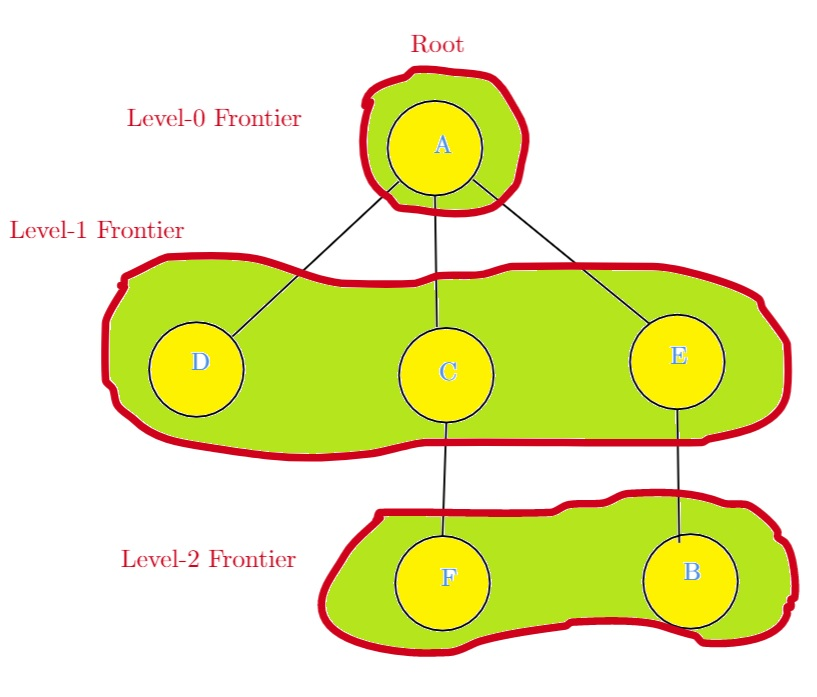 Root
Level-0 Frontier
A
Level-1 Frontier
D
C
E
Level-2 Frontier
F
B